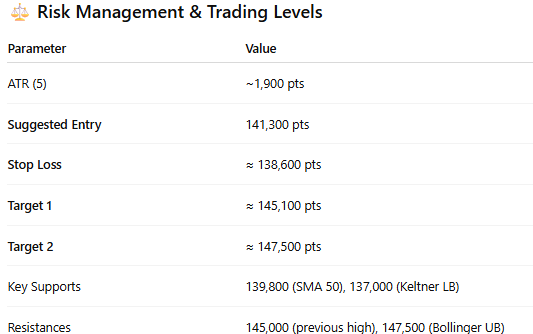 ⚖️ Risk Management & Trading Levels
Parameter Value
ATR (5) ~1,900 pts
Suggested Entry 141,300 pts
Stop Loss ≈ 138,600 pts
Target 1 ≈ 145,100 pts
Target 2 ≈ 147,500 pts
Key Supports 139,800 (SMA 50), 137,000 (Keltner LB)
Resistances 145,000 (previous high), 147,500 (Bollinger UB)